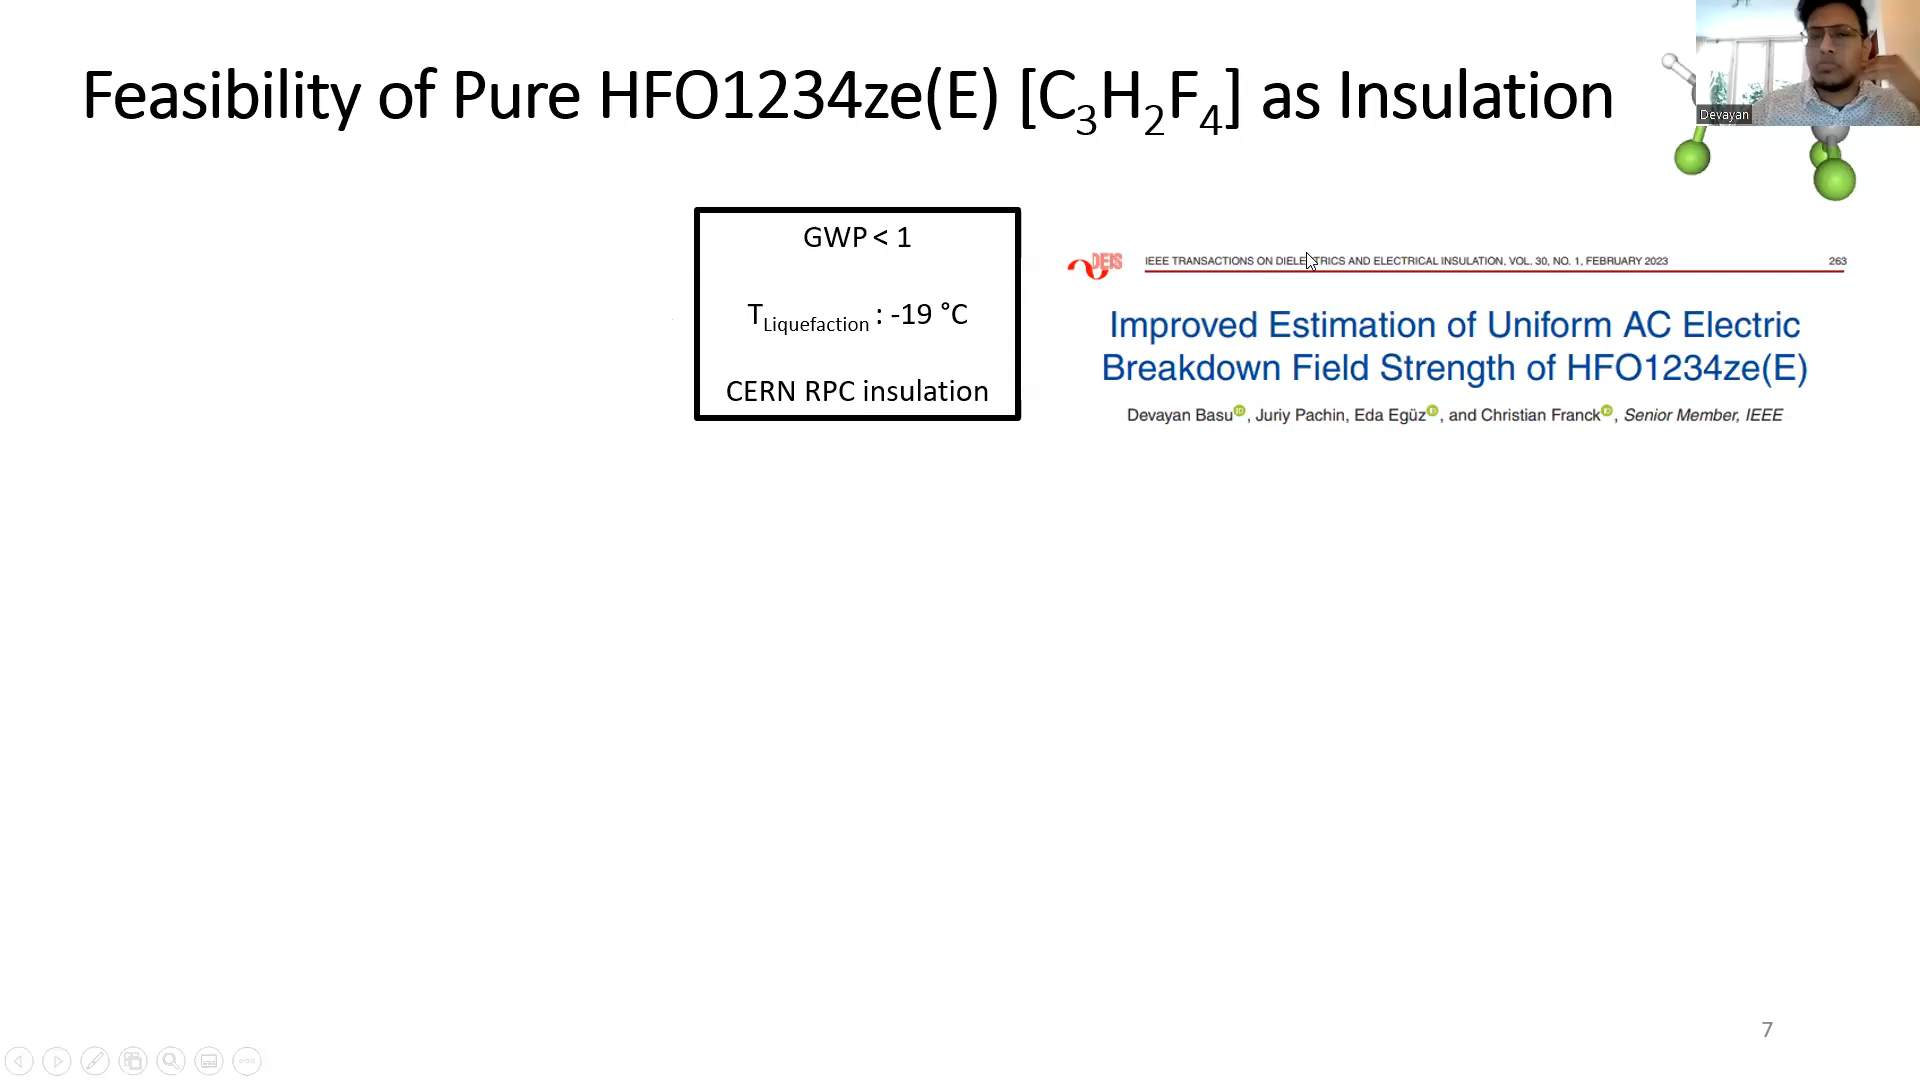 Feasibility of Pure HFO1234ze(E) [C₃H₂F₄] as Insulation
Devayan
GWP < 1
T_Liquefaction : -19 °C
CERN RPC insulation
DEIS
IEEE TRANSACTIONS ON DIELECTRICS AND ELECTRICAL INSULATION, VOL. 30, NO. 1, FEBRUARY 2023 263
Improved Estimation of Uniform AC Electric
Breakdown Field Strength of HFO1234ze(E)
Devayan Basu, Juriy Pachin, Eda Egüz, and Christian Franck, Senior Member, IEEE
7